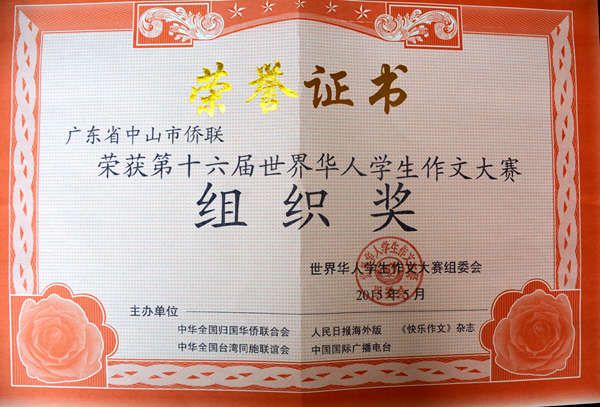 荣誉证书
广东省中山市侨联
荣获第十六届世界华人学生作文大赛
组织奖
世界华人学生作文大赛组委会
2015年5月
主办单位
中华全国归国华侨联合会 人民日报海外版 《快乐作文》杂志
中华全国台湾同胞联谊会 中国国际广播电台